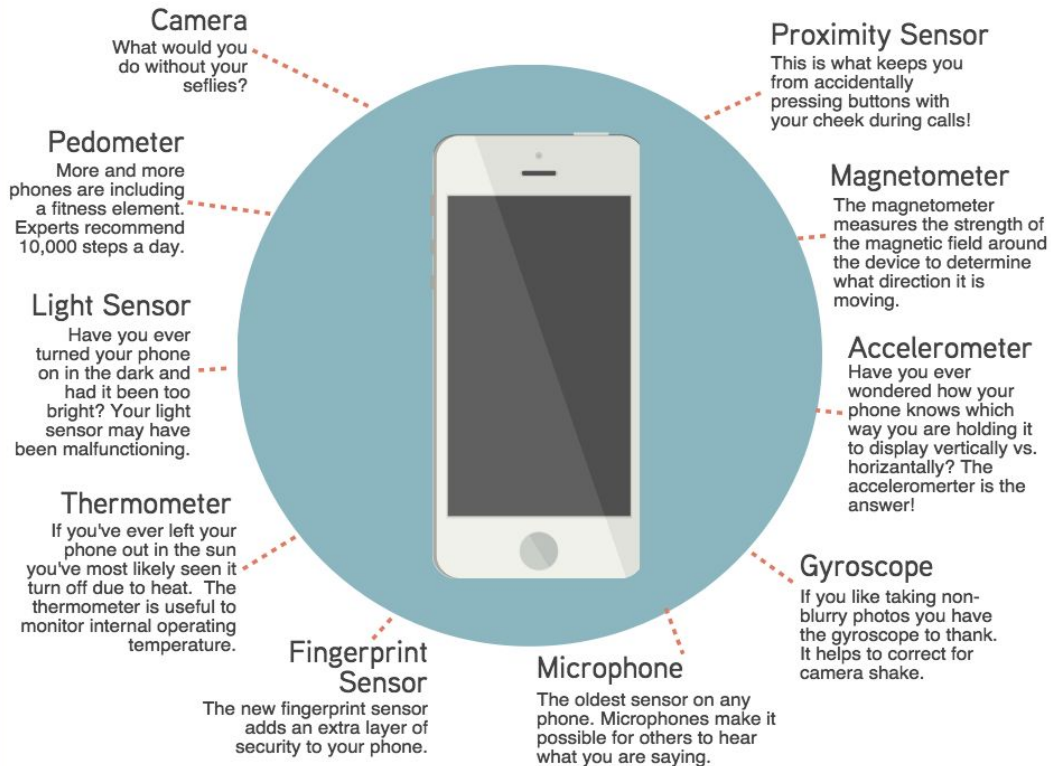 Camera
What would you
do without your
seflies?
Pedometer
More and more
phones are including
a fitness element.
Experts recommend
10,000 steps a day.
Light Sensor
Have you ever
turned your phone
on in the dark and
had it been too
bright? Your light
sensor may have
been malfunctioning.
Thermometer
If you've ever left your
phone out in the sun
you've most likely seen it
turn off due to heat.  The
thermometer is useful to
monitor internal operating
temperature.
Fingerprint
Sensor
The new fingerprint sensor
adds an extra layer of
security to your phone.
Proximity Sensor
This is what keeps you
from accidentally
pressing buttons with
your cheek during calls!
Magnetometer
The magnetometer
measures the strength of
the magnetic field around
the device to determine
what direction it is
moving.
Accelerometer
Have you ever
wondered how your
phone knows which
way you are holding it
to display vertically vs.
horizantally? The
acceleromerter is the
answer!
Gyroscope
If you like taking non-
blurry photos you have
the gyroscope to thank.
It helps to correct for
camera shake.
Microphone
The oldest sensor on any
phone. Microphones make it
possible for others to hear
what you are saying.